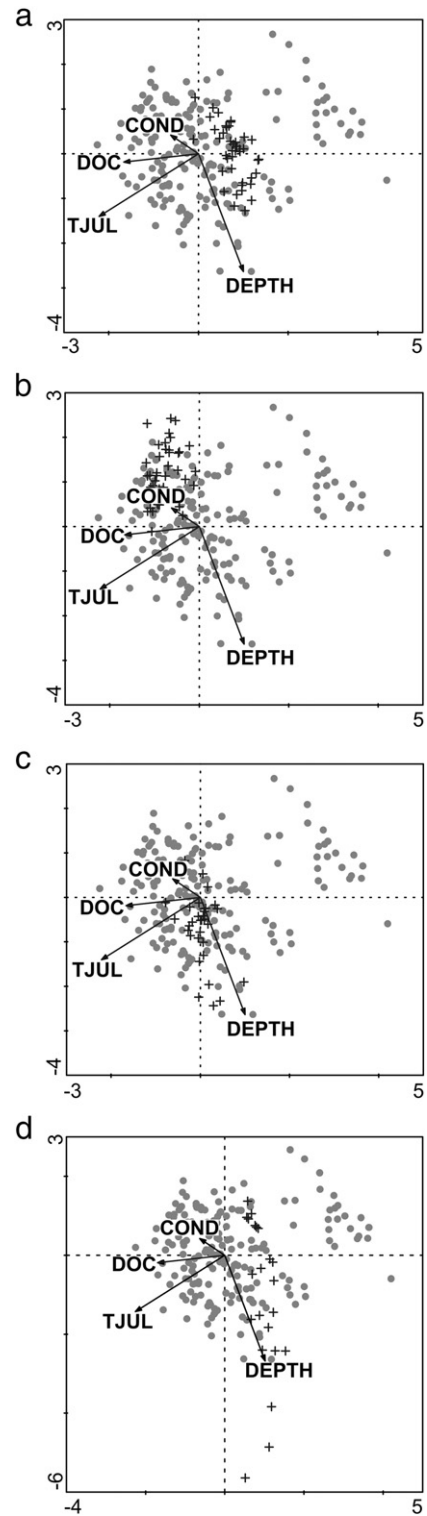 a
3
COND
DOC
TJUL
DEPTH
-4
-3 5
b
3
COND
DOC
TJUL
DEPTH
-4
-3 5
c
3
COND
DOC
TJUL
DEPTH
-4
-3 5
d
3
COND
DOC
TJUL
DEPTH
-6
-4 5